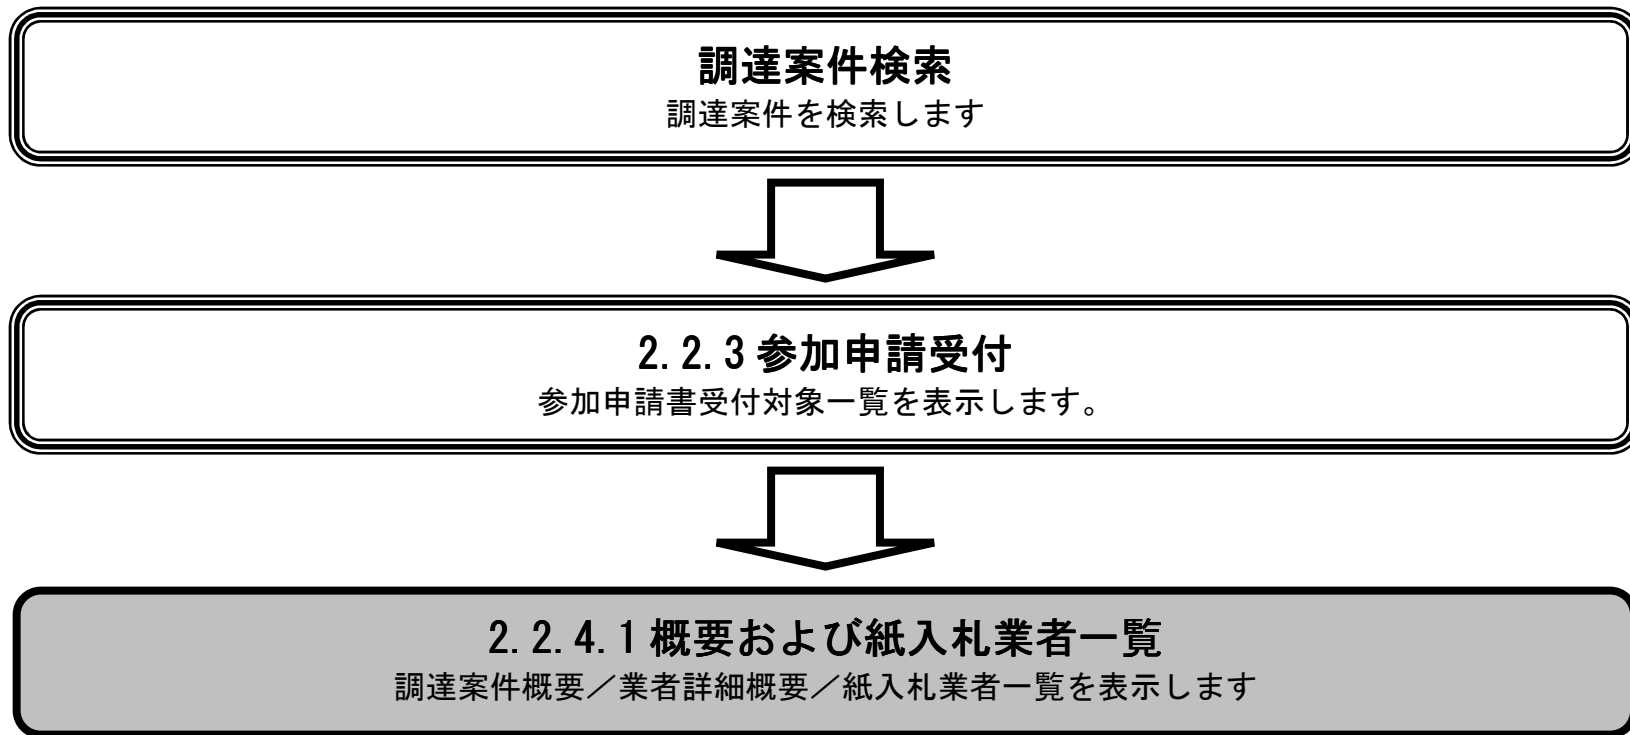 調達案件検索
調達案件を検索します
2.2.3 参加申請受付
参加申請書受付対象一覧を表示します。
2.2.4.1 概要および紙入札業者一覧
調達案件概要／業者詳細概要／紙入札業者一覧を表示します